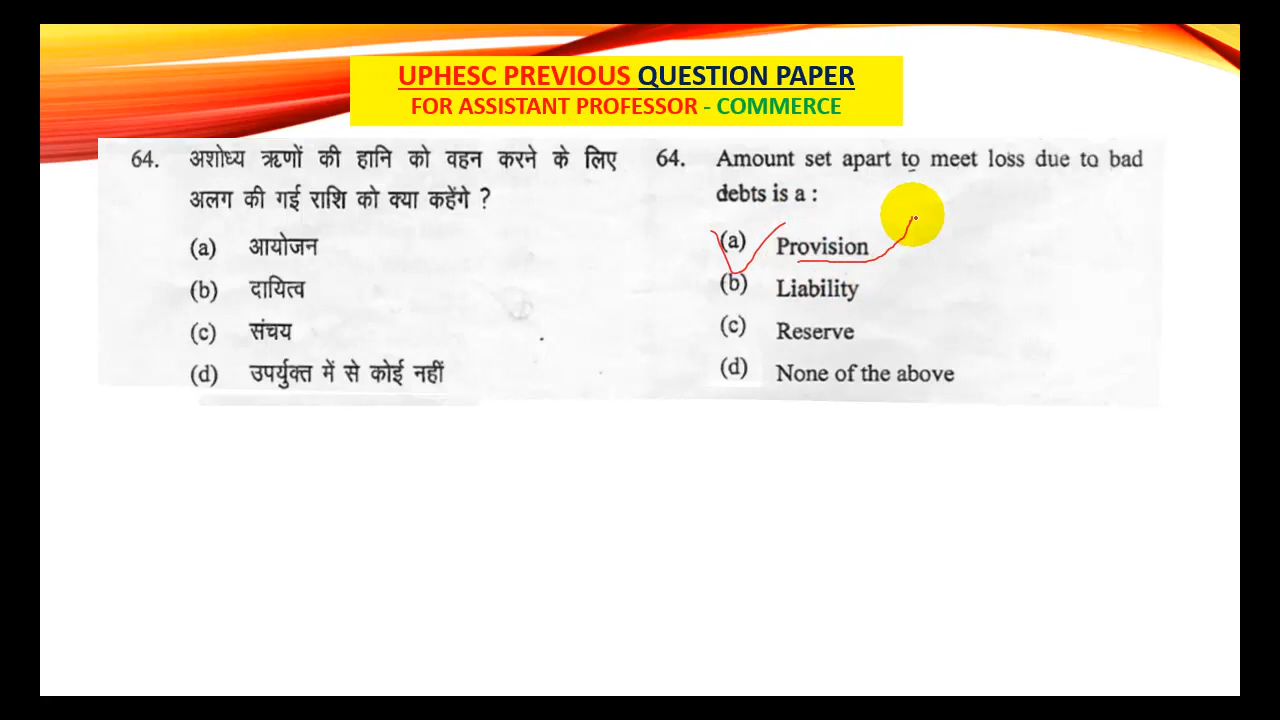 UPHESC PREVIOUS QUESTION PAPER
FOR ASSISTANT PROFESSOR - COMMERCE
64. अशोध्य ऋणों की हानि को वहन करने के लिए
अलग की गई राशि को क्या कहेंगे ?
(a) आयोजन
(b) दायित्व
(c) संचय
(d) उपर्युक्त में से कोई नहीं
64. Amount set apart to meet loss due to bad
debts is a :
(a) Provision
(b) Liability
(c) Reserve
(d) None of the above